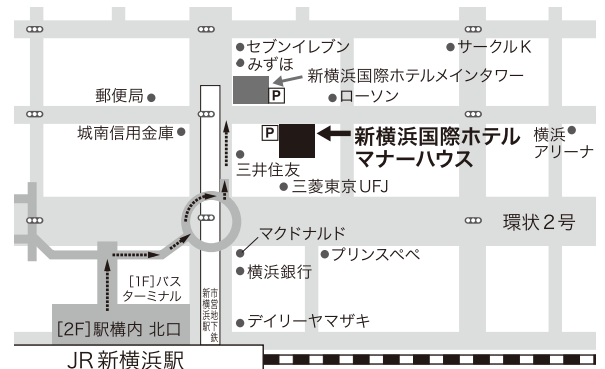 セブンイレブン
サークルK
みずほ
新横浜国際ホテルメインタワー
P
郵便局
ローソン
城南信用金庫
P
新横浜国際ホテル
マナーハウス
横浜
アリーナ
三井住友
三菱東京UFJ
環状2号
マクドナルド
プリンスペペ
横浜銀行
[1F]バス
ターミナル
市営地下鉄
新横浜駅
[2F]駅構内 北口
デイリーヤマザキ
JR新横浜駅